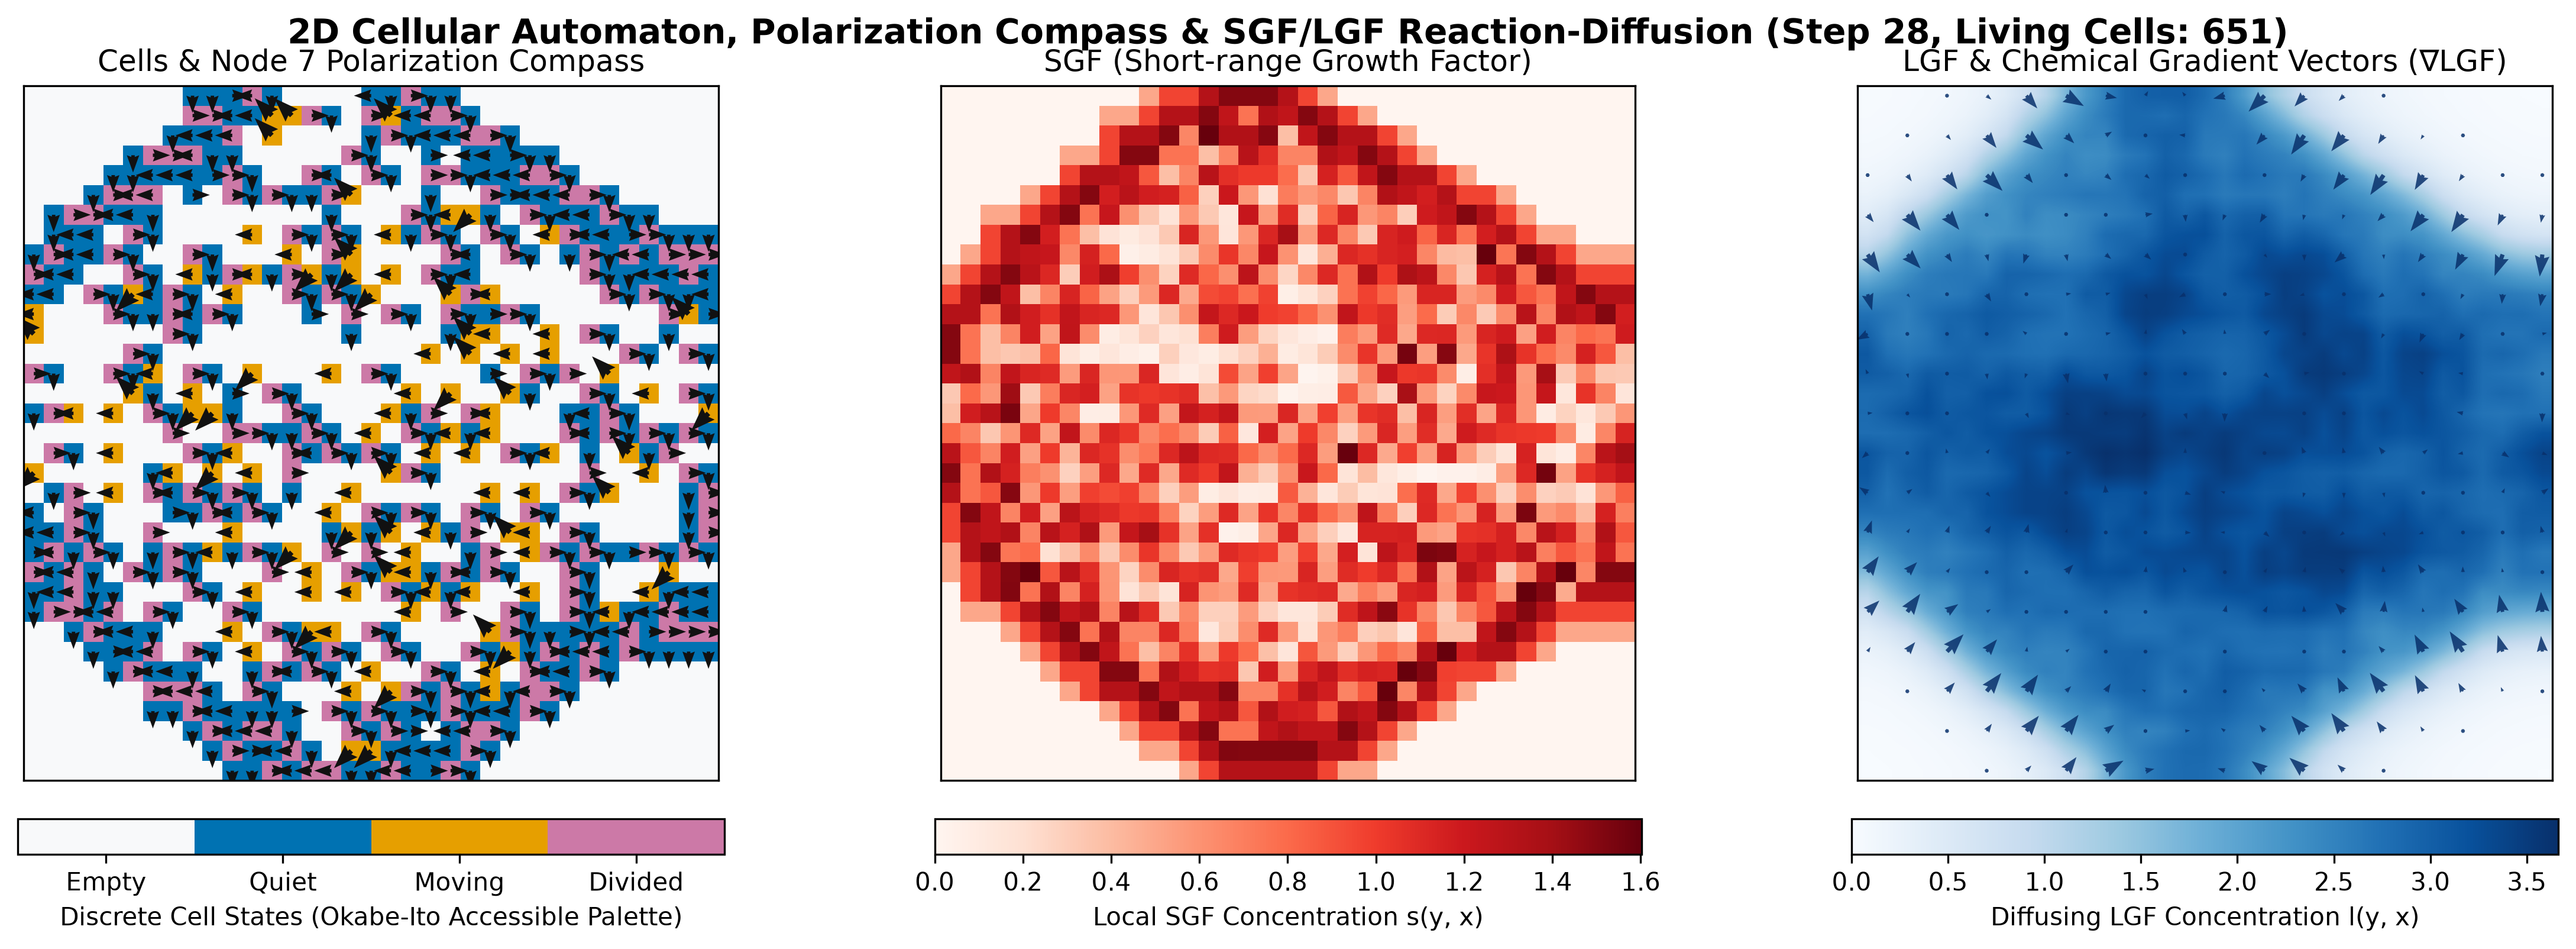 2D Cellular Automaton, Polarization Compass & SGF/LGF Reaction-Diffusion (Step 28, Living Cells: 651)
Cells & Node 7 Polarization Compass
SGF (Short-range Growth Factor)
LGF & Chemical Gradient Vectors (∇LGF)
Empty Quiet Moving Divided
Discrete Cell States (Okabe-Ito Accessible Palette)
0.0 0.2 0.4 0.6 0.8 1.0 1.2 1.4 1.6
Local SGF Concentration s(y, x)
0.0 0.5 1.0 1.5 2.0 2.5 3.0 3.5
Diffusing LGF Concentration l(y, x)